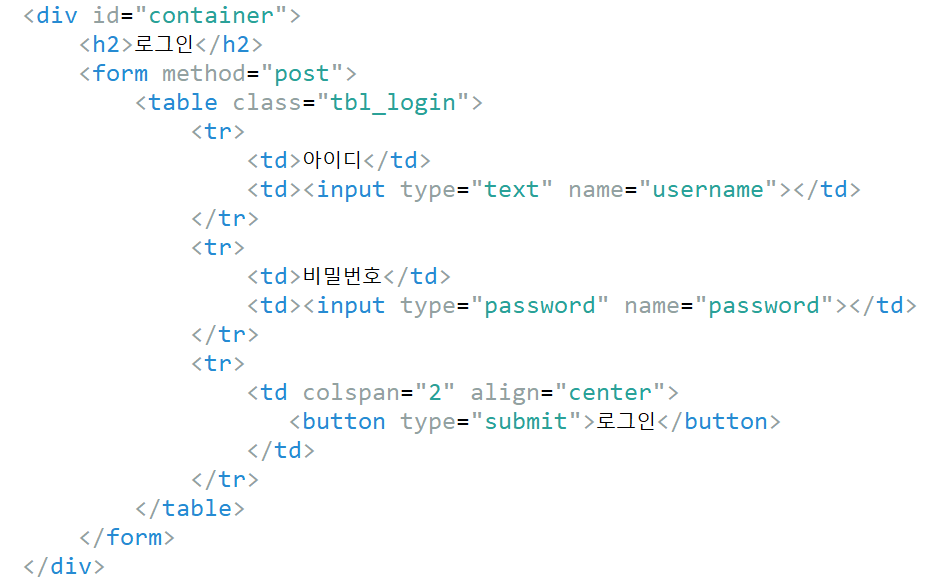 <div id="container">
    <h2>로그인</h2>
    <form method="post">
        <table class="tbl_login">
            <tr>
                <td>아이디</td>
                <td><input type="text" name="username"></td>
            </tr>
            <tr>
                <td>비밀번호</td>
                <td><input type="password" name="password"></td>
            </tr>
            <tr>
                <td colspan="2" align="center">
                   <button type="submit">로그인</button>
                </td>
            </tr>
        </table>
    </form>
</div>